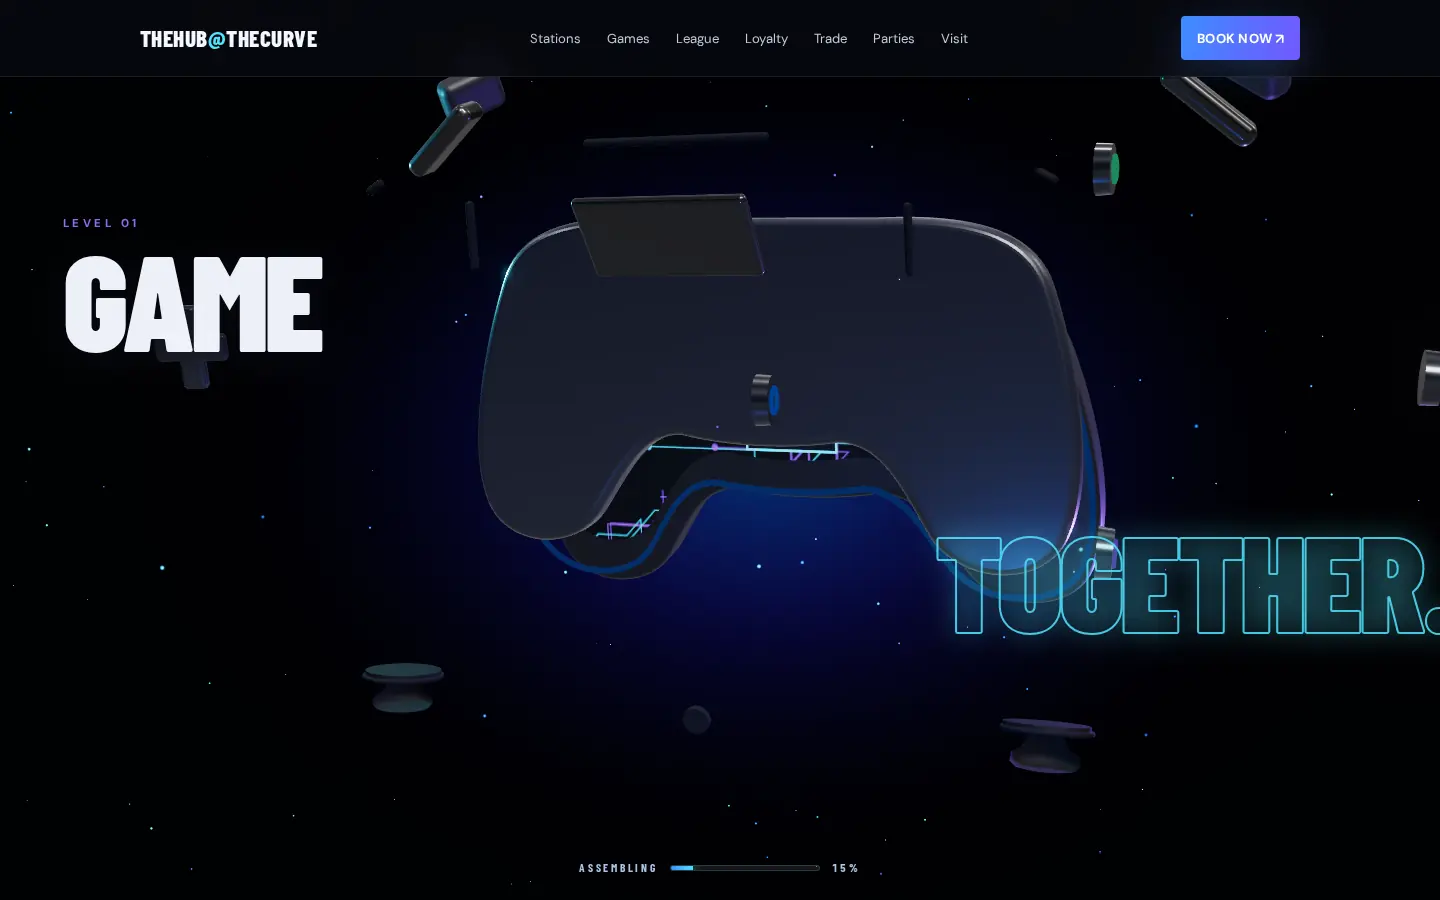 THEHUB@THECURVE
Stations
Games
League
Loyalty
Trade
Parties
Visit
BOOK NOW
LEVEL 01
GAME
TOGETHER.
ASSEMBLING
15%